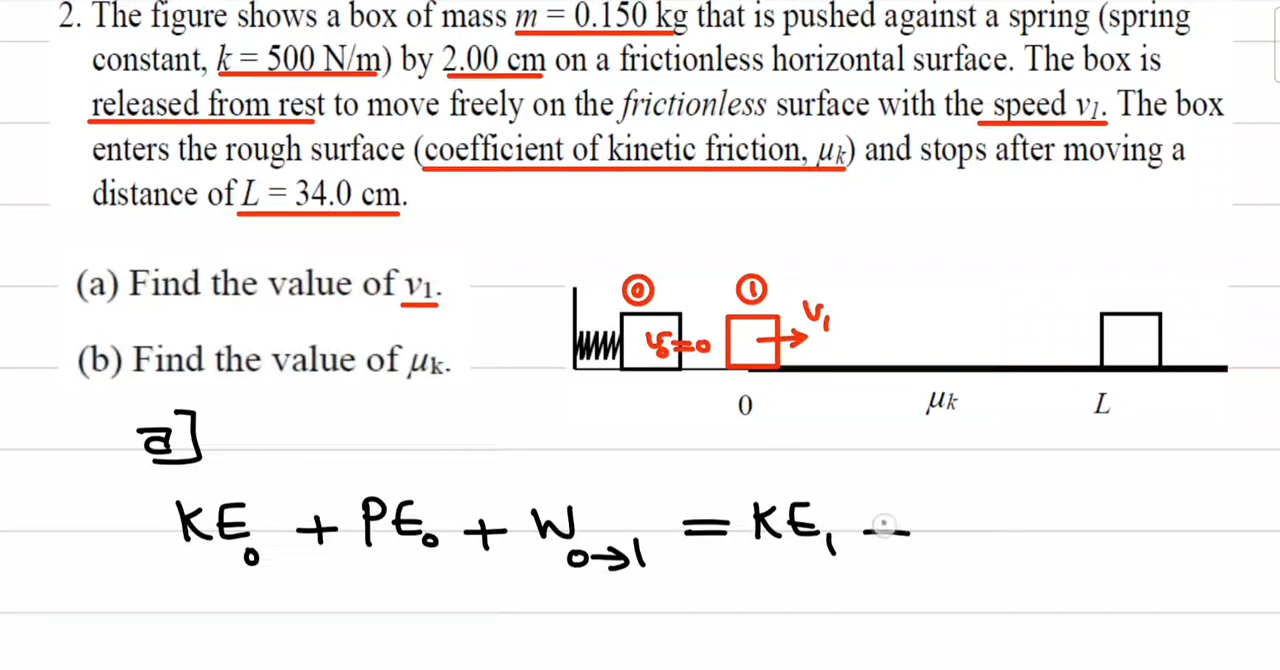 2. The figure shows a box of mass m = 0.150 kg that is pushed against a spring (spring
constant, k = 500 N/m) by 2.00 cm on a frictionless horizontal surface. The box is
released from rest to move freely on the frictionless surface with the speed v₁. The box
enters the rough surface (coefficient of kinetic friction, μk) and stops after moving a
distance of L = 34.0 cm.
(a) Find the value of v₁.
0 1 v₁
(b) Find the value of μk.
v₀=0
0 μk L
a]
KE₀ + PE₀ + W₀→₁ = KE₁ –